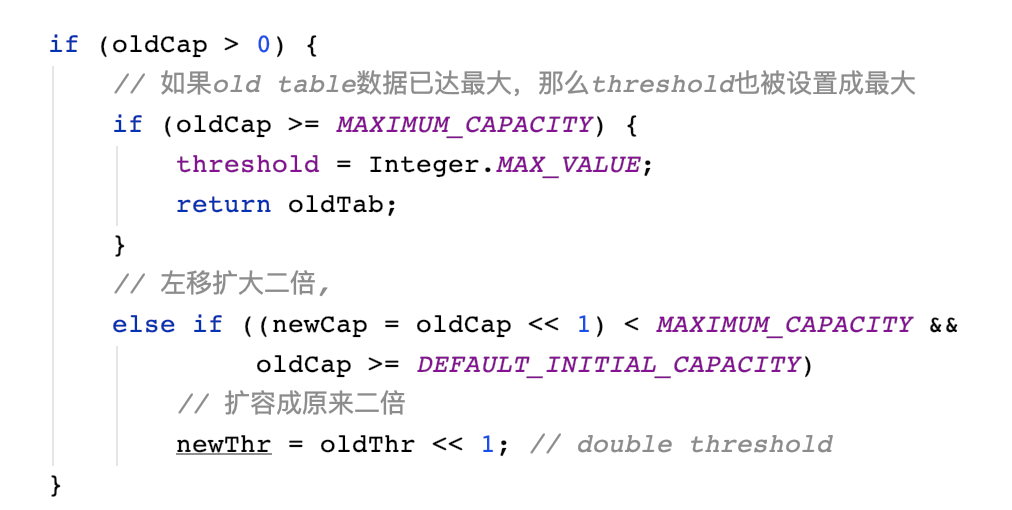 if (oldCap > 0) {
    // 如果old table数据已达最大，那么threshold也被设置成最大
    if (oldCap >= MAXIMUM_CAPACITY) {
        threshold = Integer.MAX_VALUE;
        return oldTab;
    }
    // 左移扩大二倍,
    else if ((newCap = oldCap << 1) < MAXIMUM_CAPACITY &&
             oldCap >= DEFAULT_INITIAL_CAPACITY)
        // 扩容成原来二倍
        newThr = oldThr << 1; // double threshold
}